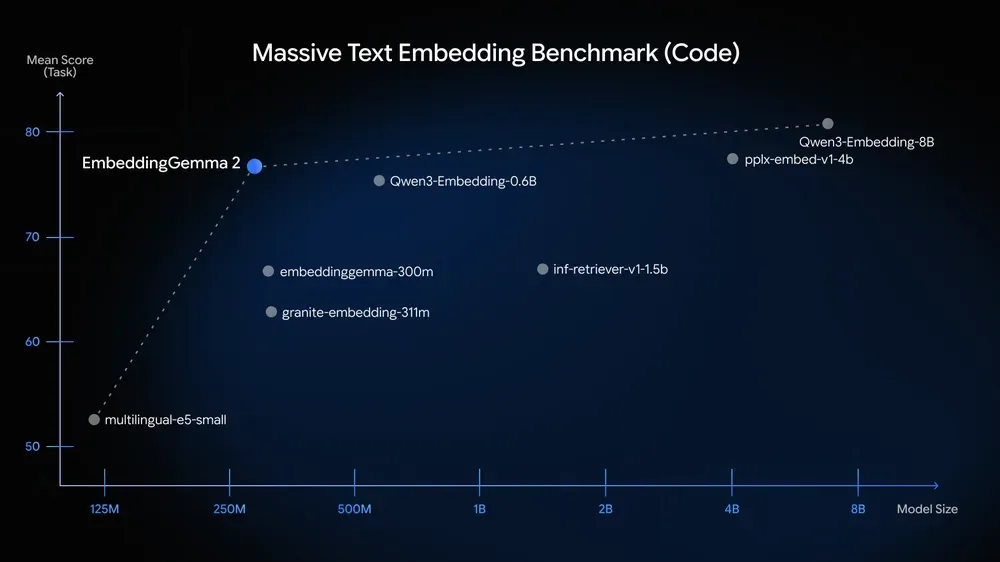 Massive Text Embedding Benchmark (Code)
Mean Score
(Task)
80
Qwen3-Embedding-8B
EmbeddingGemma 2
pplx-embed-v1-4b
Qwen3-Embedding-0.6B
70
embeddinggemma-300m
inf-retriever-v1-1.5b
granite-embedding-311m
60
multilingual-e5-small
50
125M
250M
500M
1B
2B
4B
8B
Model Size